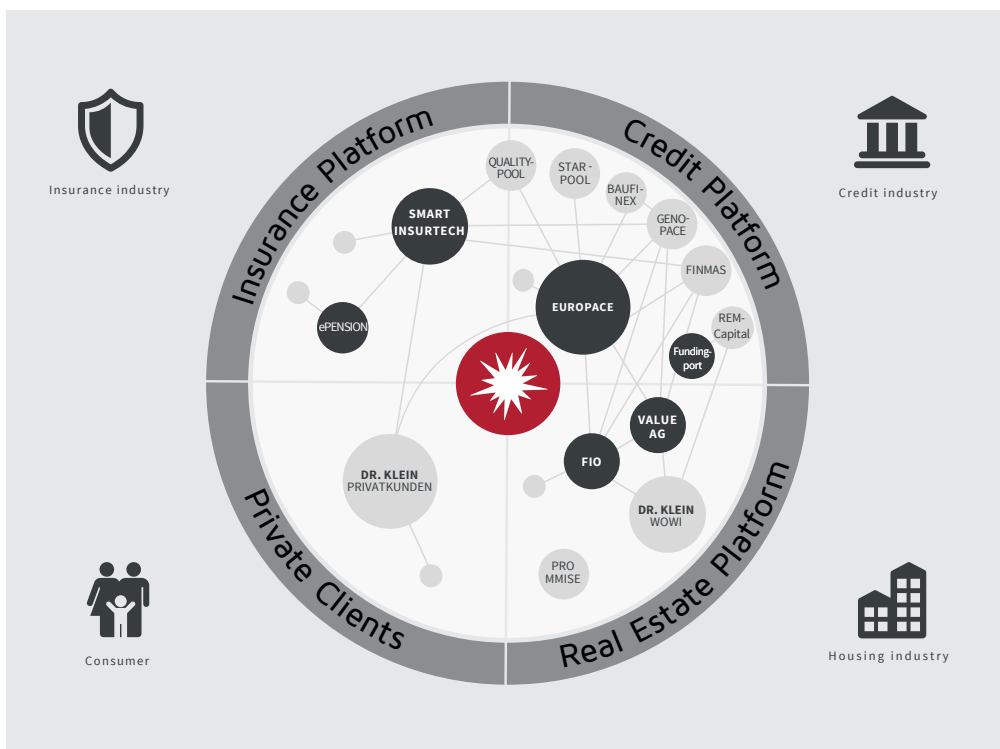 Insurance Platform
Credit Platform
Insurance industry
Credit industry
QUALITY-
POOL
STAR -
POOL
BAUFI-
NEX
SMART
INSURTECH
GENO-
PACE
FINMAS
EUROPACE
REM-
Capital
ePENSION
Funding-
port
VALUE
AG
FIO
DR. KLEIN
PRIVATKUNDEN
DR. KLEIN
WOWI
PRO
MMISE
Private Clients
Real Estate Platform
Consumer
Housing industry